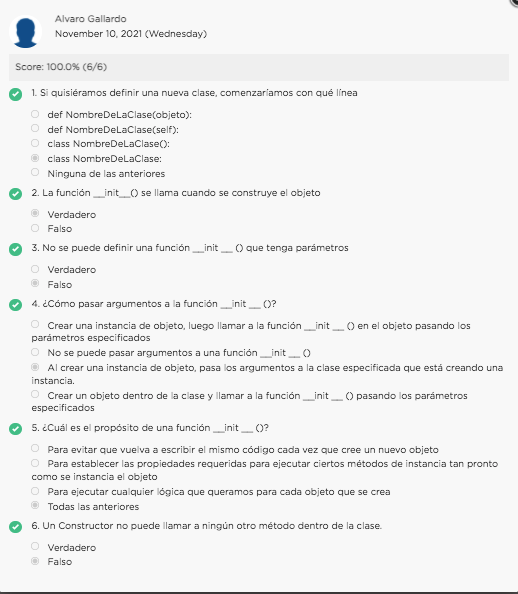 Alvaro Gallardo
November 10, 2021 (Wednesday)
Score: 100.0% (6/6)
1. Si quisiéramos definir una nueva clase, comenzaríamos con qué línea
def NombreDeLaClase(objeto):
def NombreDeLaClase(self):
class NombreDeLaClase():
class NombreDeLaClase:
Ninguna de las anteriores
2. La función __init__() se llama cuando se construye el objeto
Verdadero
Falso
3. No se puede definir una función __init __ () que tenga parámetros
Verdadero
Falso
4. ¿Cómo pasar argumentos a la función __init __ ()?
Crear una instancia de objeto, luego llamar a la función __init __ () en el objeto pasando los
parámetros especificados
No se puede pasar argumentos a una función __init __ ()
Al crear una instancia de objeto, pasa los argumentos a la clase especificada que está creando una
instancia.
Crear un objeto dentro de la clase y llamar a la función __init __ () pasando los parámetros
especificados
5. ¿Cuál es el propósito de una función __init __ ()?
Para evitar que vuelva a escribir el mismo código cada vez que cree un nuevo objeto
Para establecer las propiedades requeridas para ejecutar ciertos métodos de instancia tan pronto
como se instancia el objeto
Para ejecutar cualquier lógica que queramos para cada objeto que se crea
Todas las anteriores
6. Un Constructor no puede llamar a ningún otro método dentro de la clase.
Verdadero
Falso